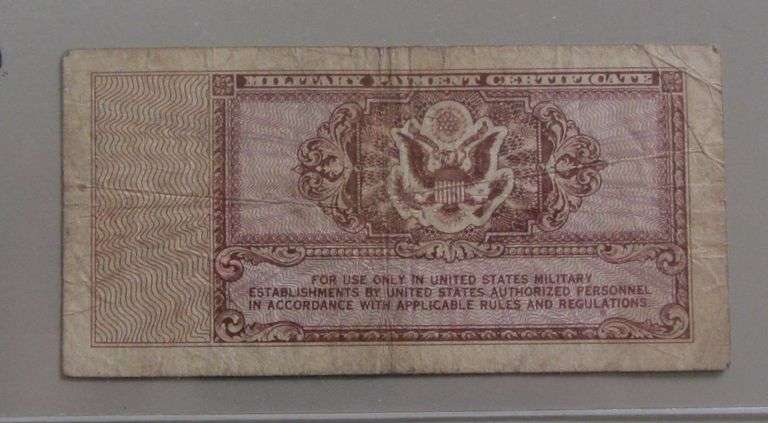 MILITARY PAYMENT CERTIFICATE
FOR USE ONLY IN UNITED STATES MILITARY
ESTABLISHMENTS BY UNITED STATES AUTHORIZED PERSONNEL
IN ACCORDANCE WITH APPLICABLE RULES AND REGULATIONS.